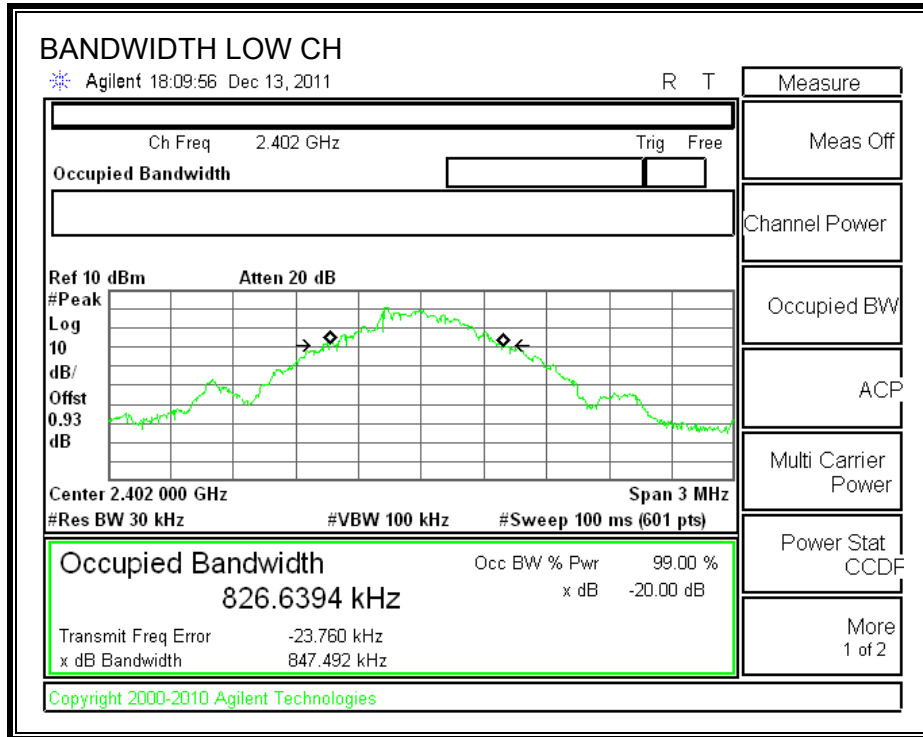 BANDWIDTH LOW CH
Agilent 18:09:56 Dec 13, 2011 R T
Measure
Ch Freq 2.402 GHz Trig Free
Meas Off
Occupied Bandwidth
Channel Power
Ref 10 dBm Atten 20 dB
#Peak
Log
10
dB/
Offst
0.93
dB
Occupied BW
ACP
Center 2.402 000 GHz Span 3 MHz
#Res BW 30 kHz #VBW 100 kHz #Sweep 100 ms (601 pts)
Multi Carrier
Power
Occupied Bandwidth Occ BW % Pwr 99.00 %
826.6394 kHz x dB -20.00 dB
Power Stat
CCDF
Transmit Freq Error -23.760 kHz
x dB Bandwidth 847.492 kHz
More
1 of 2
Copyright 2000-2010 Agilent Technologies